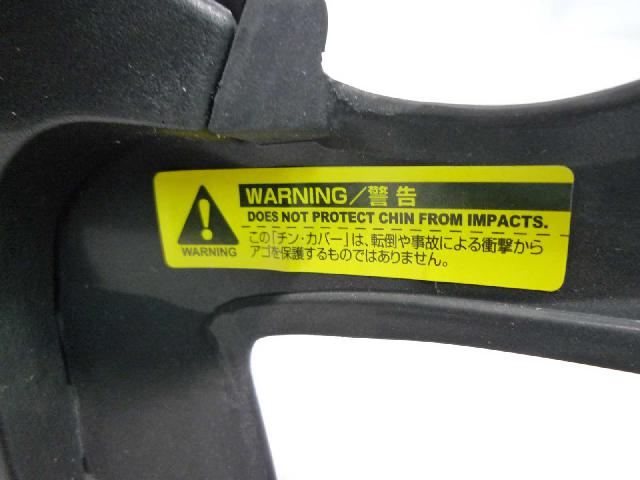 WARNING/警告
DOES NOT PROTECT CHIN FROM IMPACTS.
WARNING
この「チン・カバー」は、転倒や事故による衝撃から
アゴを保護するものではありません。